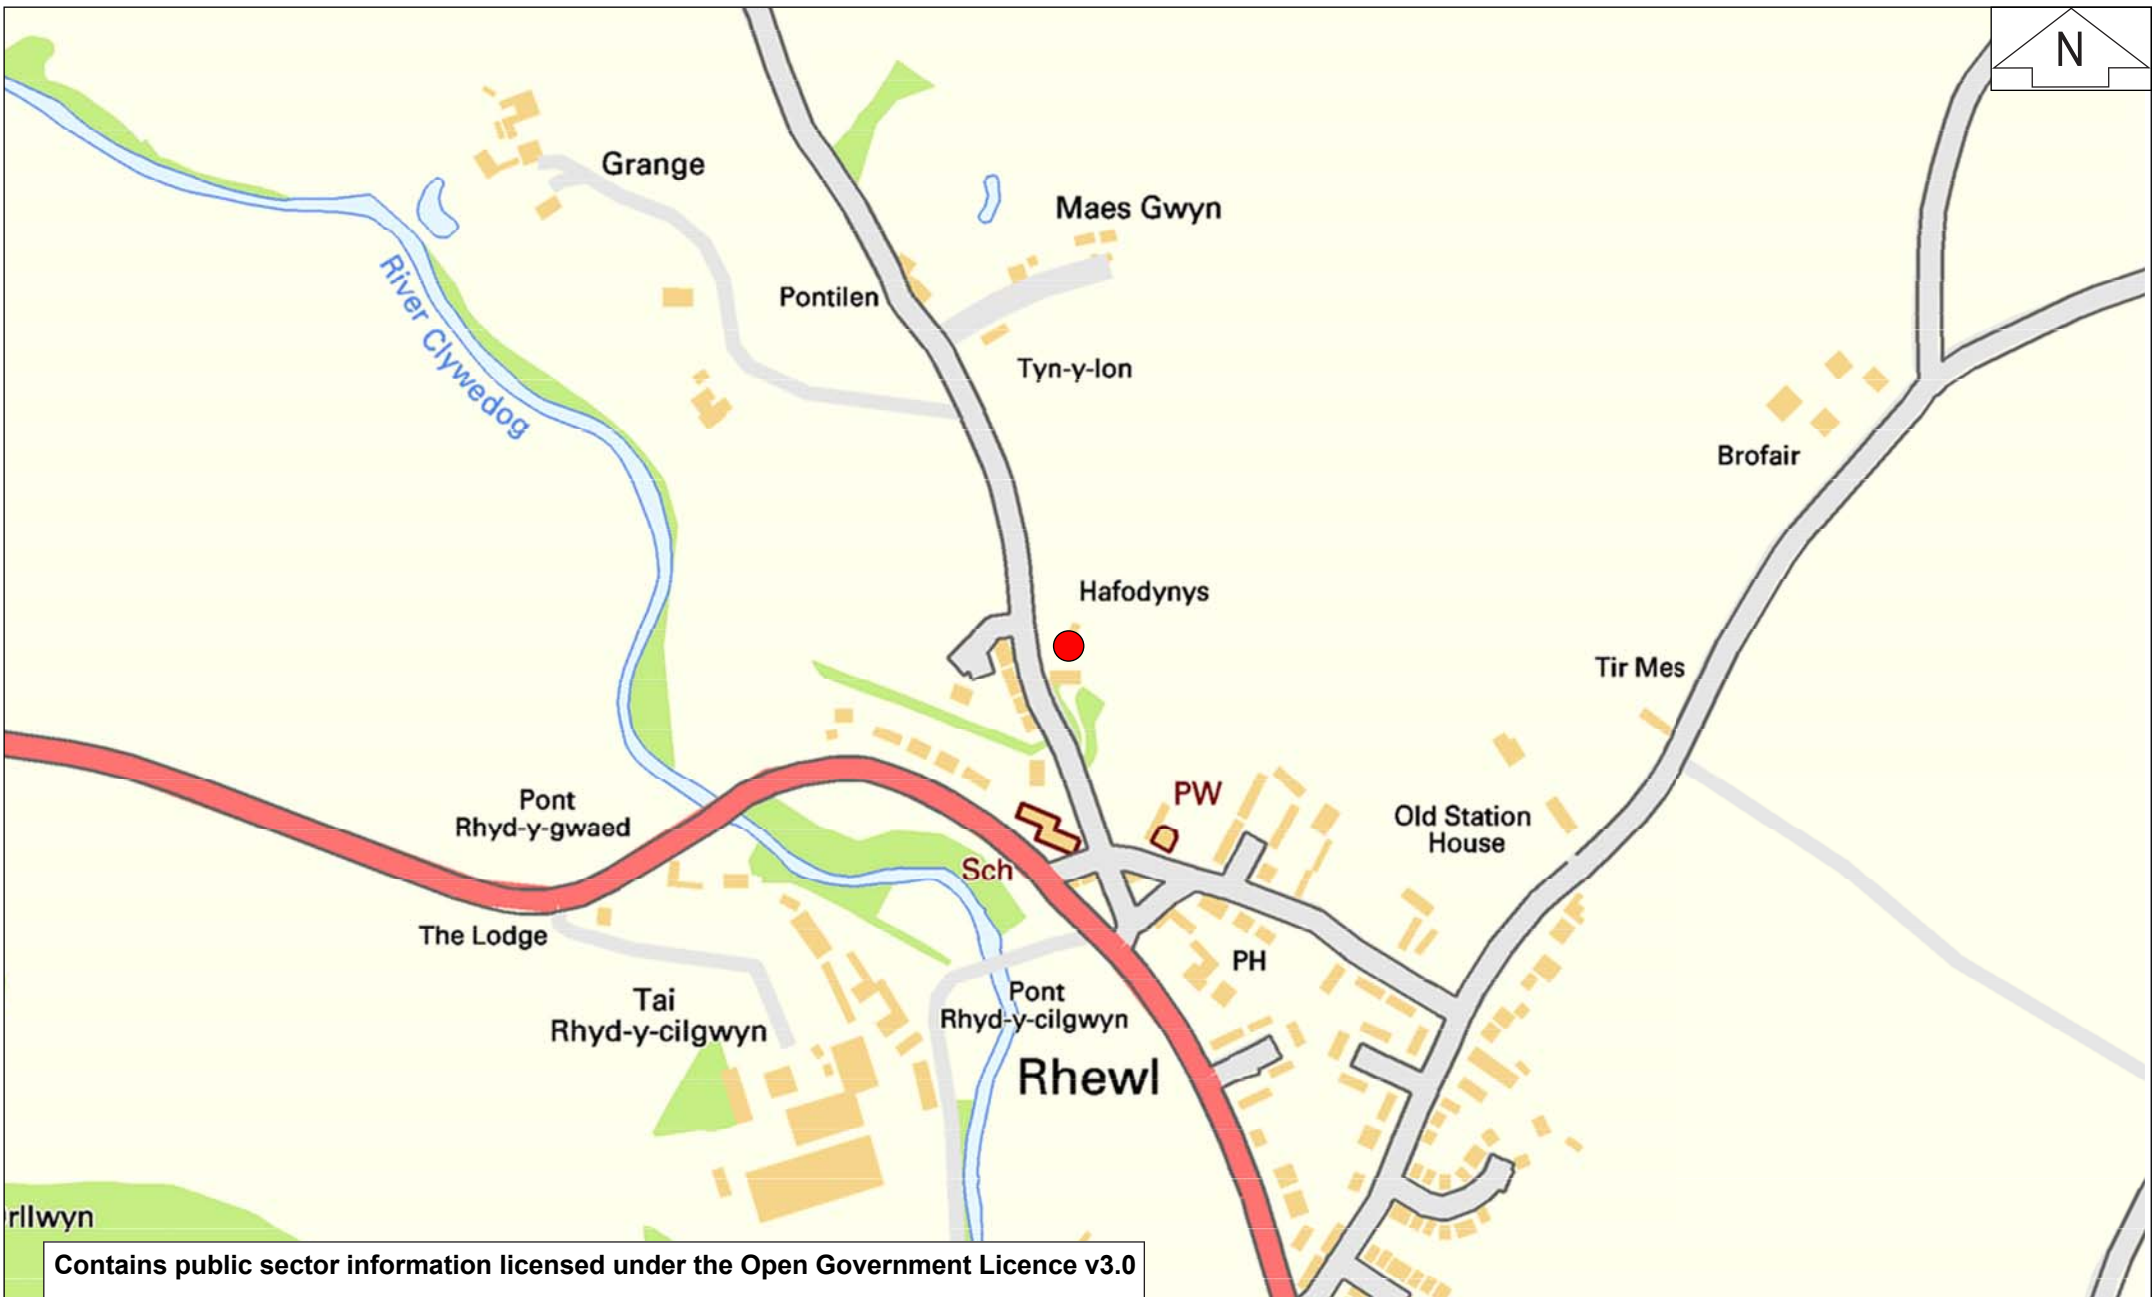 N
Grange
Maes Gwyn
River Clywedog
Pontilen
Tyn-y-lon
Brofair
Hafodynys
Tir Mes
PW
Pont
Rhyd-y-gwaed
Old Station
House
Sch
The Lodge
PH
Tai
Rhyd-y-cilgwyn
Pont
Rhyd-y-cilgwyn
Rhewl
rllwyn
Contains public sector information licensed under the Open Government Licence v3.0